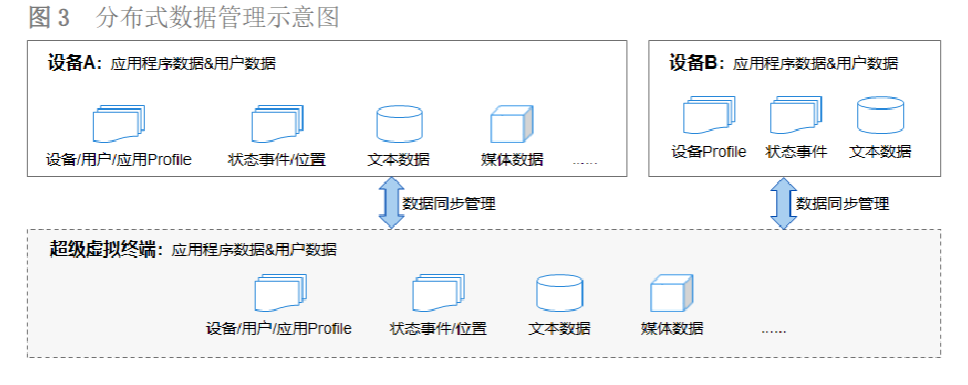 图 3 分布式数据管理示意图
设备A：应用程序数据&用户数据
设备/用户/应用Profile 状态事件/位置 文本数据 媒体数据 ......
设备B：应用程序数据&用户数据
设备Profile 状态事件 文本数据
数据同步管理 数据同步管理
超级虚拟终端：应用程序数据&用户数据
设备/用户/应用Profile 状态事件/位置 文本数据 媒体数据 ......